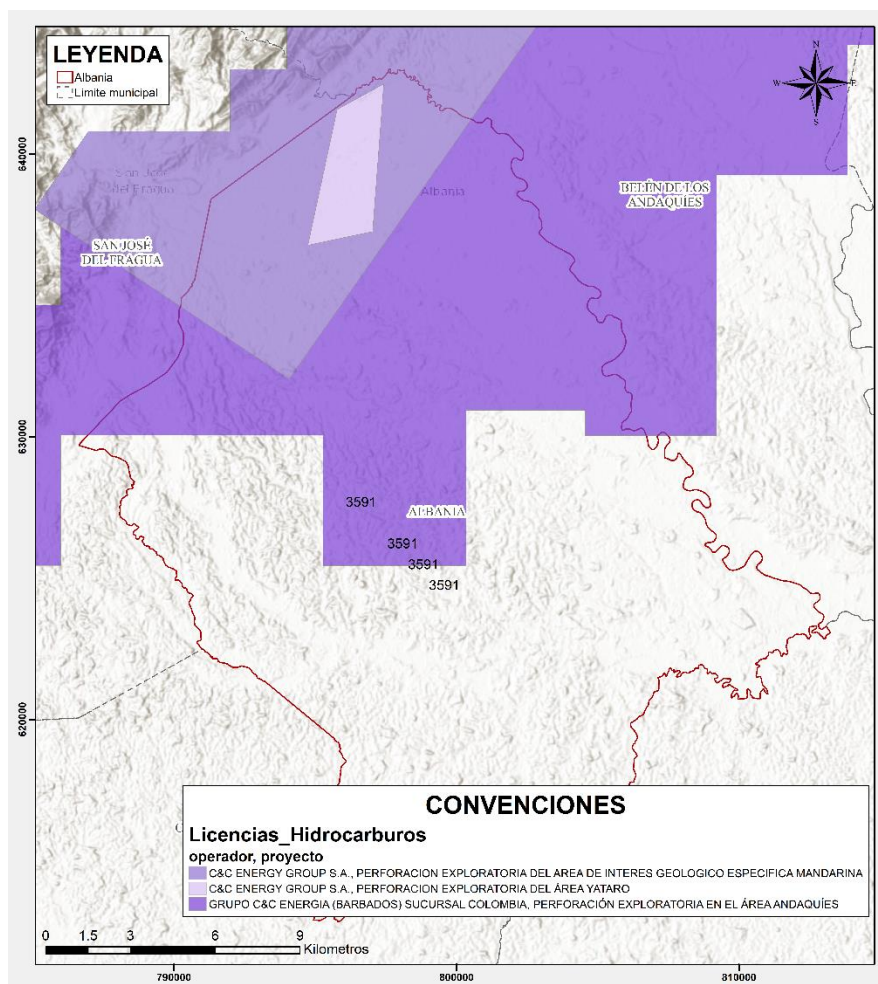 LEYENDA
Albania
Limite municipal
N
W
E
S
640000
San José
del Fragua
Albania
BELÉN DE LOS
ANDAQUÍES
SAN JOSÉ
DEL FRAGUA
630000
3591
ALBANIA
3591
3591
3591
620000
CONVENCIONES
Licencias_Hidrocarburos
operador, proyecto
C&C ENERGY GROUP S.A., PERFORACION EXPLORATORIA DEL AREA DE INTERES GEOLOGICO ESPECIFICA MANDARINA
C&C ENERGY GROUP S.A., PERFORACION EXPLORATORIA DEL ÁREA YATARO
GRUPO C&C ENERGIA (BARBADOS) SUCURSAL COLOMBIA, PERFORACIÓN EXPLORATORIA EN EL ÁREA ANDAQUÍES
0 1.5 3 6 9
Kilometros
790000 800000 810000